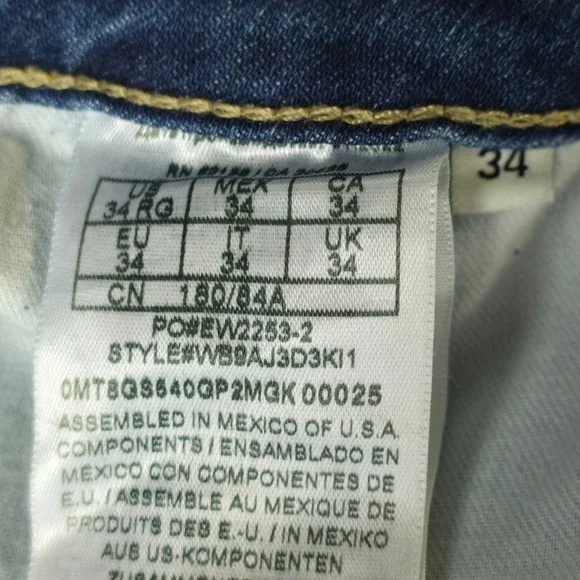 34
US MEX CA
34 RG 34 34
EU IT UK
34 34 34
CN 180/84A
PO#EW2253-2
STYLE#WB9AJ3D3KI1
0MT8GS540GP2MGK 00025
ASSEMBLED IN MEXICO OF U.S.A.
COMPONENTS / ENSAMBLADO EN
MEXICO CON COMPONENTES DE
E.U. / ASSEMBLE AU MEXIQUE DE
PRODUITS DES E.-U. / IN MEXIKO
AUS US-KOMPONENTEN